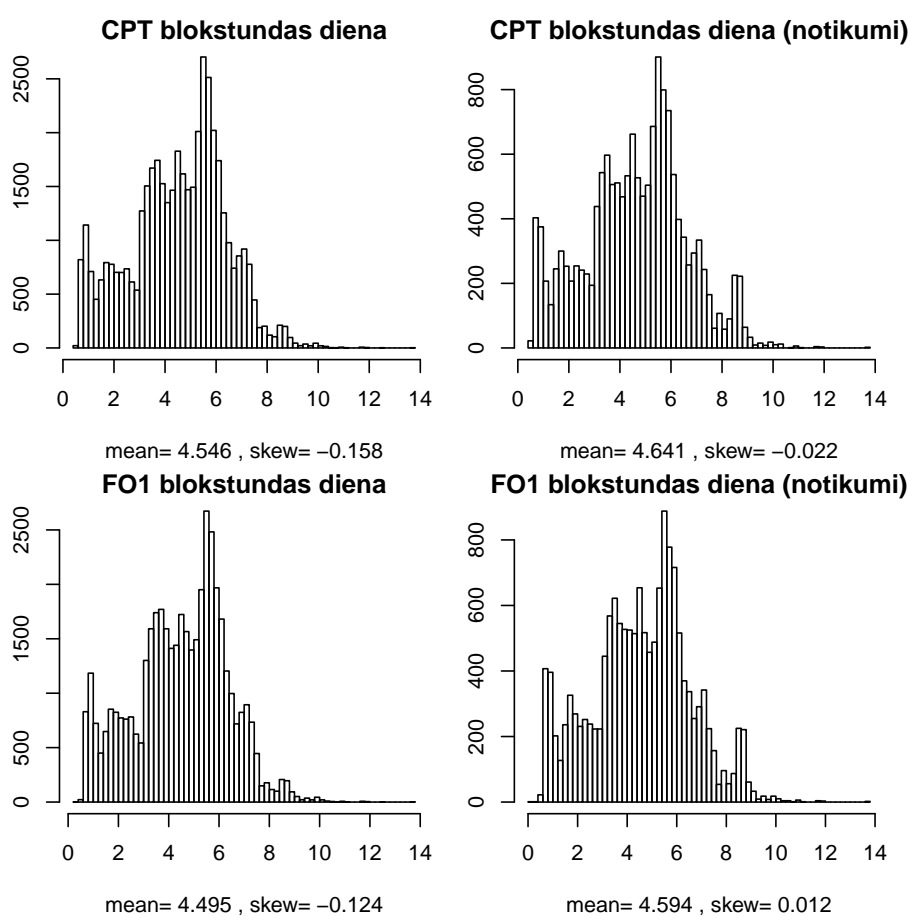 CPT blokstundas diena
2500
1500
500
0
0 2 4 6 8 10 12 14
mean= 4.546 , skew= −0.158
CPT blokstundas diena (notikumi)
800
600
400
200
0
0 2 4 6 8 10 12 14
mean= 4.641 , skew= −0.022
FO1 blokstundas diena
2500
1500
500
0
0 2 4 6 8 10 12 14
mean= 4.495 , skew= −0.124
FO1 blokstundas diena (notikumi)
800
600
400
200
0
0 2 4 6 8 10 12 14
mean= 4.594 , skew= 0.012